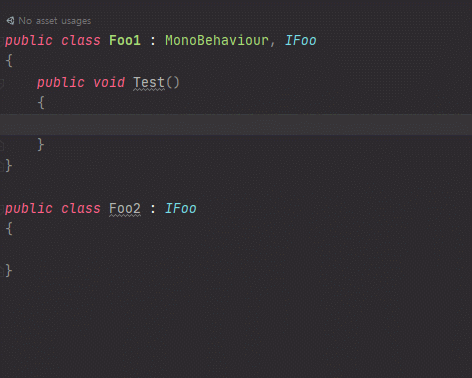 No asset usages
public class Foo1 : MonoBehaviour, IFoo
{
    public void Test()
    {
    }
}
public class Foo2 : IFoo
{
}